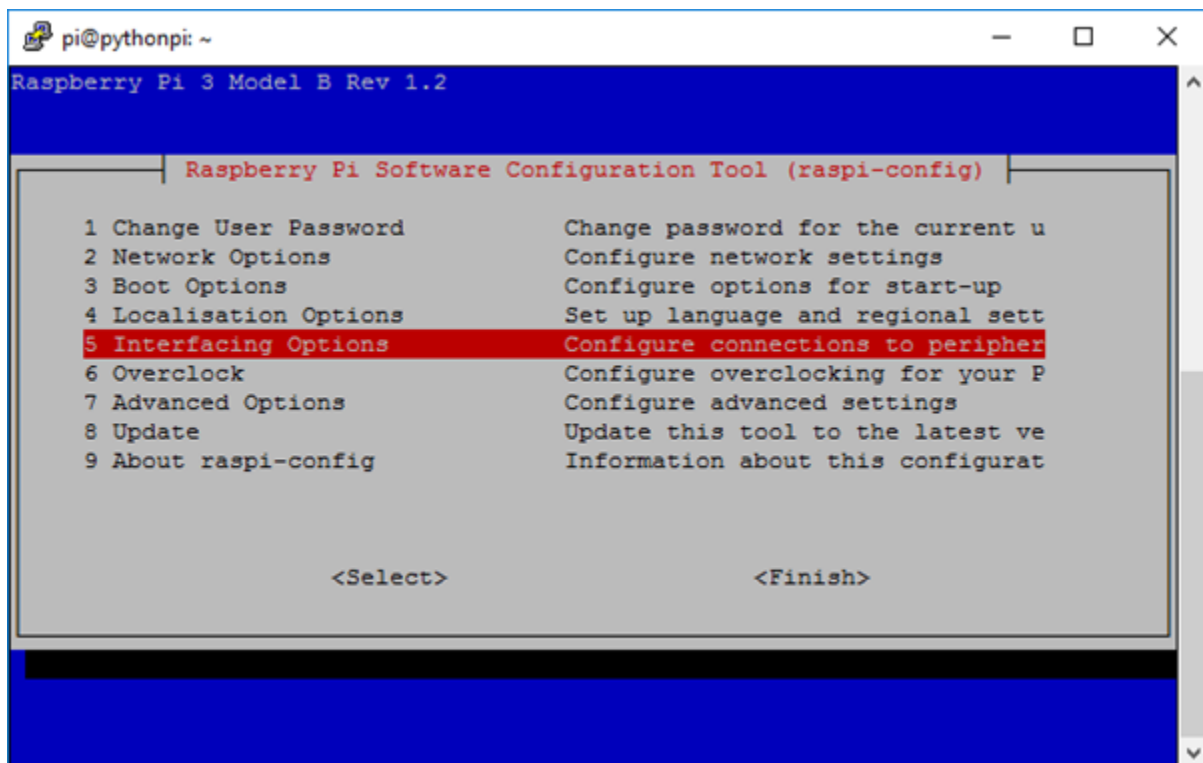 pi@pythonpi: ~
Raspberry Pi 3 Model B Rev 1.2
Raspberry Pi Software Configuration Tool (raspi-config)
1 Change User Password Change password for the current u
2 Network Options Configure network settings
3 Boot Options Configure options for start-up
4 Localisation Options Set up language and regional sett
5 Interfacing Options Configure connections to peripher
6 Overclock Configure overclocking for your P
7 Advanced Options Configure advanced settings
8 Update Update this tool to the latest ve
9 About raspi-config Information about this configurat
<Select> <Finish>